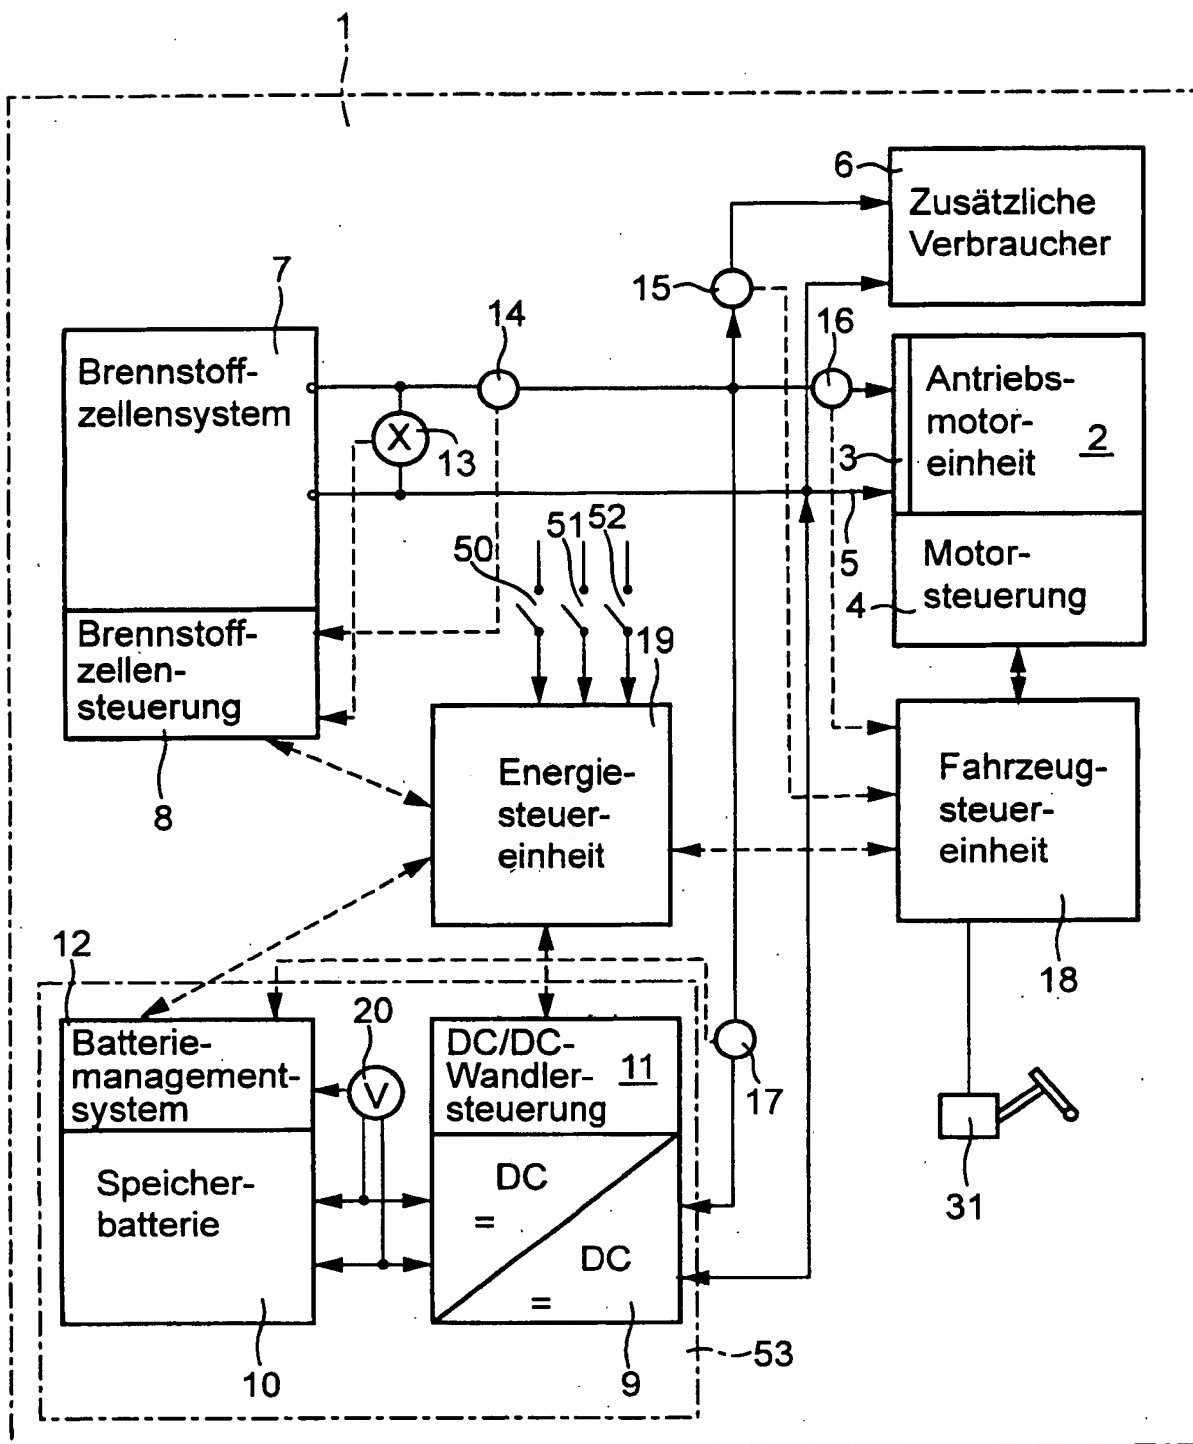 1
6
Zusätzliche
Verbraucher
7
14
15
16
Brennstoff-
zellensystem
X
13
Antriebs-
motor-
einheit
2
3
5
50
51
52
Motor-
steuerung
4
Brennstoff-
zellen-
steuerung
8
19
Energie-
steuer-
einheit
Fahrzeug-
steuer-
einheit
18
12
20
Batterie-
management-
system
V
DC/DC-
Wandler-
steuerung
11
17
31
Speicher-
batterie
DC
=
DC
=
10
9
53